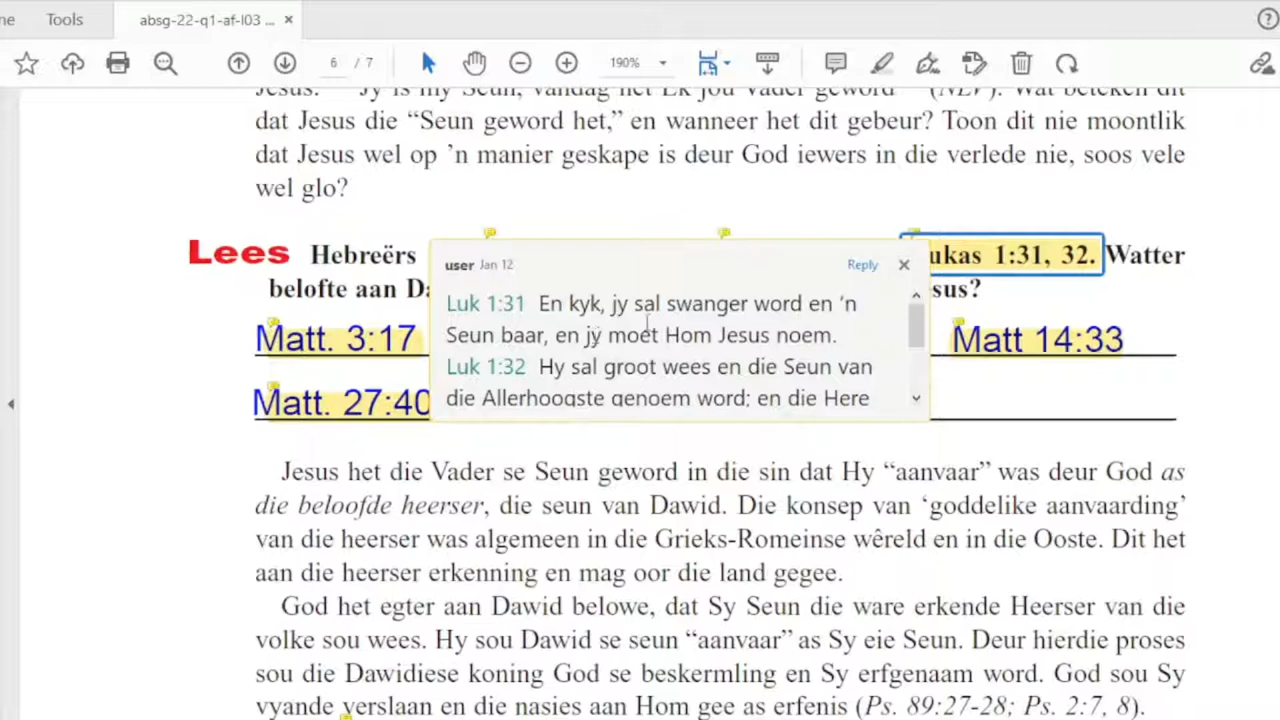 Tools
absg-22-q1-af-l03 ... ×
6 / 7
190%
dat Jesus die “Seun geword het,” en wanneer het dit gebeur? Toon dit nie moontlik
dat Jesus wel op ’n manier geskape is deur God iewers in die verlede nie, soos vele
wel glo?
Lees Hebreërs
ukas 1:31, 32. Watter
belofte aan Da
sus?
user Jan 12
Reply
Luk 1:31 En kyk, jy sal swanger word en ‘n
Seun baar, en jy moet Hom Jesus noem.
Luk 1:32 Hy sal groot wees en die Seun van
die Allerhoogste genoem word; en die Here
Matt. 3:17
Matt 14:33
Matt. 27:40
Jesus het die Vader se Seun geword in die sin dat Hy “aanvaar” was deur God as
die beloofde heerser, die seun van Dawid. Die konsep van ‘goddelike aanvaarding’
van die heerser was algemeen in die Grieks-Romeinse wêreld en in die Ooste. Dit het
aan die heerser erkenning en mag oor die land gegee.
God het egter aan Dawid belowe, dat Sy Seun die ware erkende Heerser van die
volke sou wees. Hy sou Dawid se seun “aanvaar” as Sy eie Seun. Deur hierdie proses
sou die Dawidiese koning God se beskermling en Sy erfgenaam word. God sou Sy
vyande verslaan en die nasies aan Hom gee as erfenis (Ps. 89:27-28; Ps. 2:7, 8).